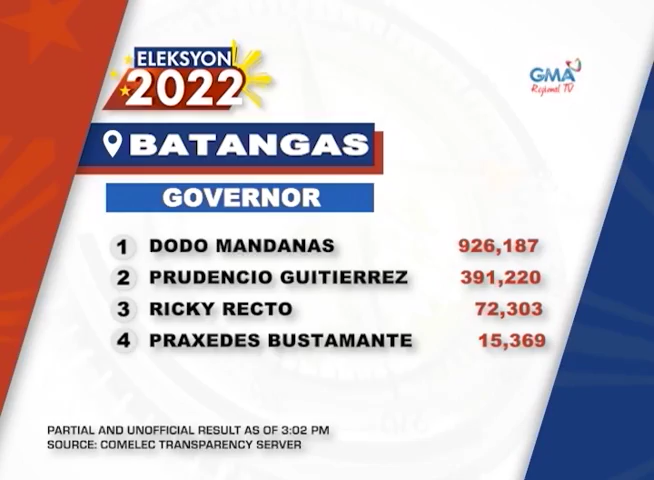 ELEKSYON
2022
GMA
Regional TV
BATANGAS
GOVERNOR
1 DODO MANDANAS 926,187
2 PRUDENCIO GUITIERREZ 391,220
3 RICKY RECTO 72,303
4 PRAXEDES BUSTAMANTE 15,369
PARTIAL AND UNOFFICIAL RESULT AS OF 3:02 PM
SOURCE: COMELEC TRANSPARENCY SERVER